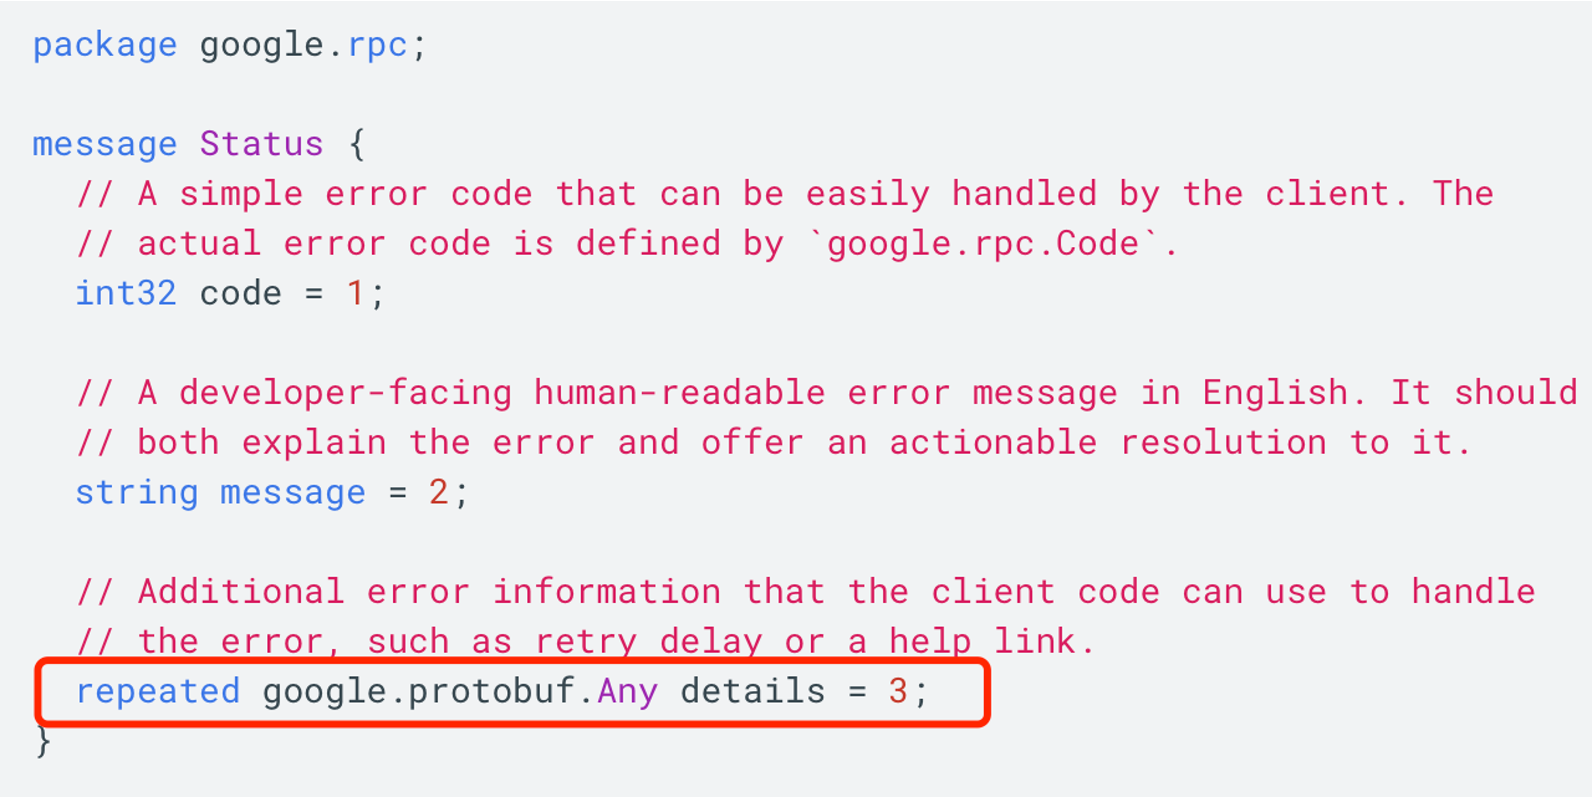 package google.rpc;
message Status {
// A simple error code that can be easily handled by the client. The
// actual error code is defined by `google.rpc.Code`.
int32 code = 1;
// A developer-facing human-readable error message in English. It should
// both explain the error and offer an actionable resolution to it.
string message = 2;
// Additional error information that the client code can use to handle
// the error, such as retry delay or a help link.
repeated google.protobuf.Any details = 3;
}